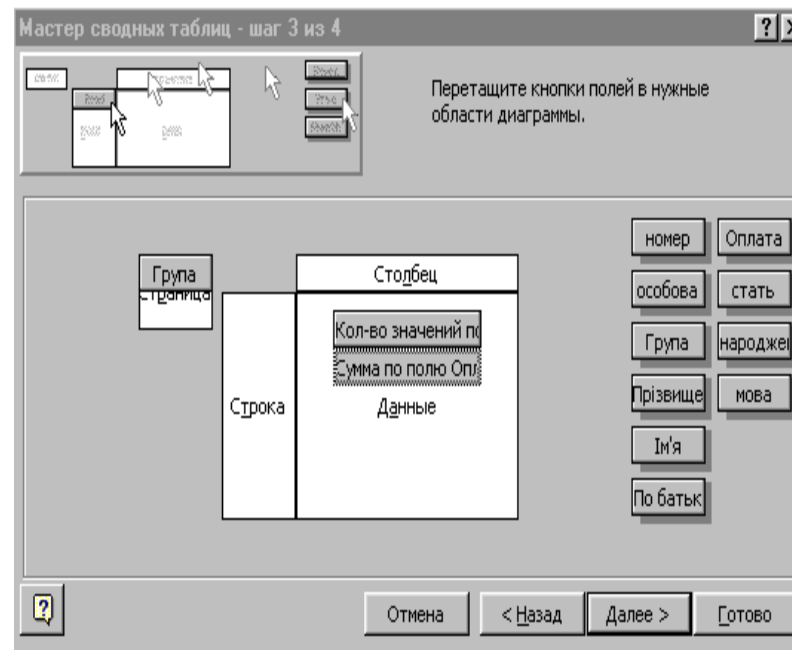 Мастер сводных таблиц - шаг 3 из 4
Перетащите кнопки полей в нужные
области диаграммы.
номер
Оплата
Група
Столбец
Страница
особова
стать
Кол-во значений по
Група
народжен
Сумма по полю Опл
Строка
Данные
Прізвище
мова
Ім'я
По батьк
Отмена
< Назад
Далее >
Готово